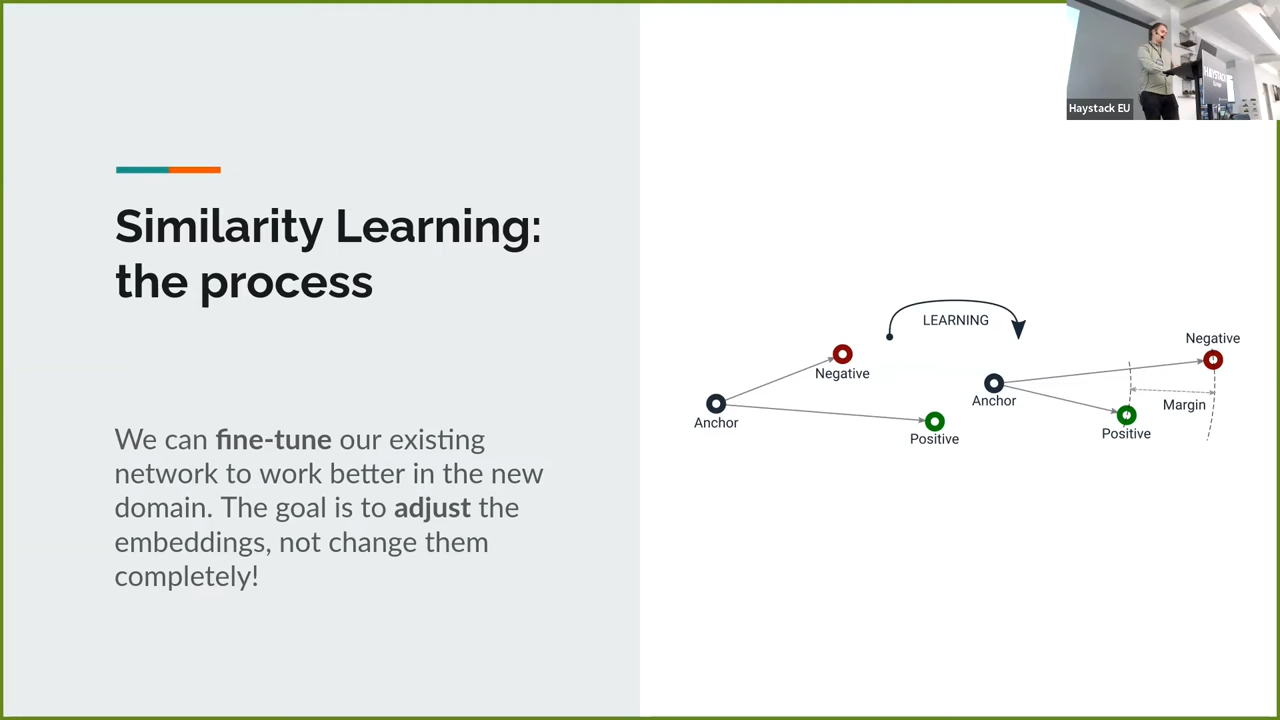 Similarity Learning:
the process
We can fine-tune our existing
network to work better in the new
domain. The goal is to adjust the
embeddings, not change them
completely!
LEARNING
Negative
Anchor
Positive
Negative
Anchor
Margin
Positive
Haystack EU
HAYSTACK